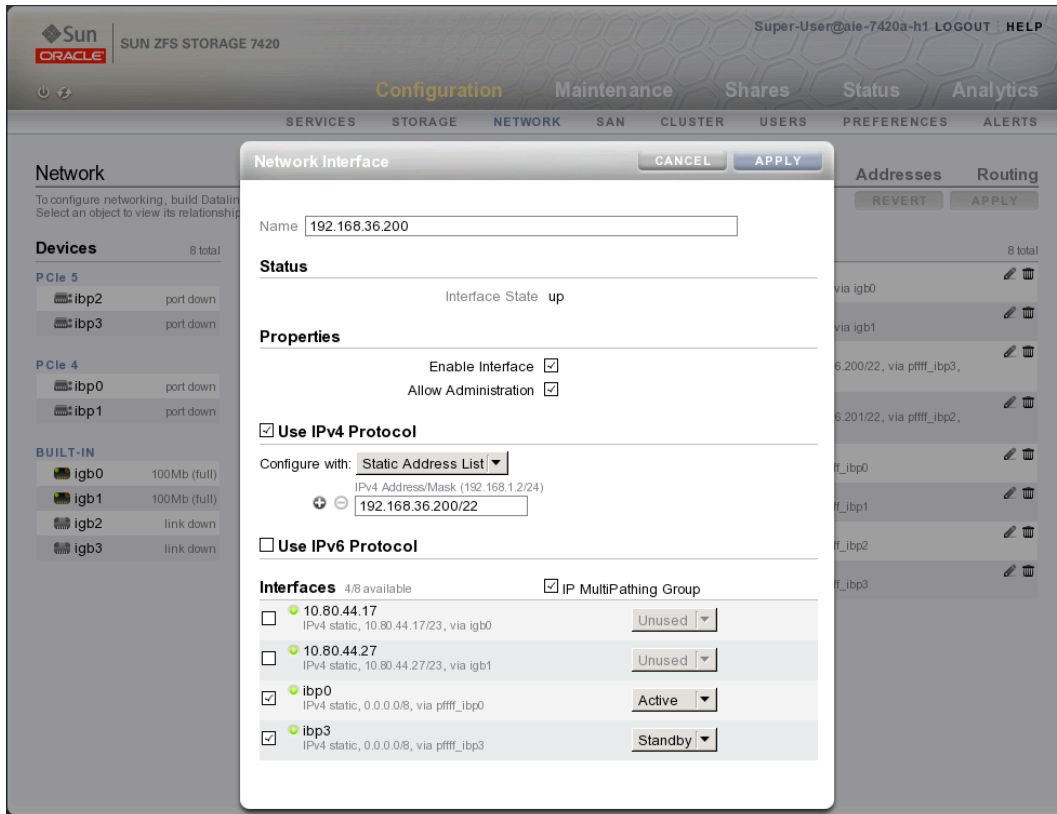 Sun
ORACLE
SUN ZFS STORAGE 7420
Super-User@aie-7420a-h1 LOGOUT HELP
Configuration Maintenance Shares Status Analytics
SERVICES STORAGE NETWORK SAN CLUSTER USERS PREFERENCES ALERTS
Network
To configure networking, build Datalin
Select an object to view its relationship
Addresses Routing
REVERT APPLY
Devices 8 total
PCIe 5
ibp2 port down
ibp3 port down
PCIe 4
ibp0 port down
ibp1 port down
BUILT-IN
igb0 100Mb (full)
igb1 100Mb (full)
igb2 link down
igb3 link down
Network Interface CANCEL APPLY
Name 192.168.36.200
Status
Interface State up
Properties
Enable Interface
Allow Administration
Use IPv4 Protocol
Configure with: Static Address List
IPv4 Address/Mask (192.168.1.2/24)
192.168.36.200/22
Use IPv6 Protocol
Interfaces 4/8 available IP MultiPathing Group
10.80.44.17 Unused
IPv4 static, 10.80.44.17/23, via igb0
10.80.44.27 Unused
IPv4 static, 10.80.44.27/23, via igb1
ibp0 Active
IPv4 static, 0.0.0.0/8, via pffff_ibp0
ibp3 Standby
IPv4 static, 0.0.0.0/8, via pffff_ibp3
8 total
via igb0
via igb1
6.200/22, via pffff_ibp3,
6.201/22, via pffff_ibp2,
ff_ibp0
ff_ibp1
ff_ibp2
ff_ibp3